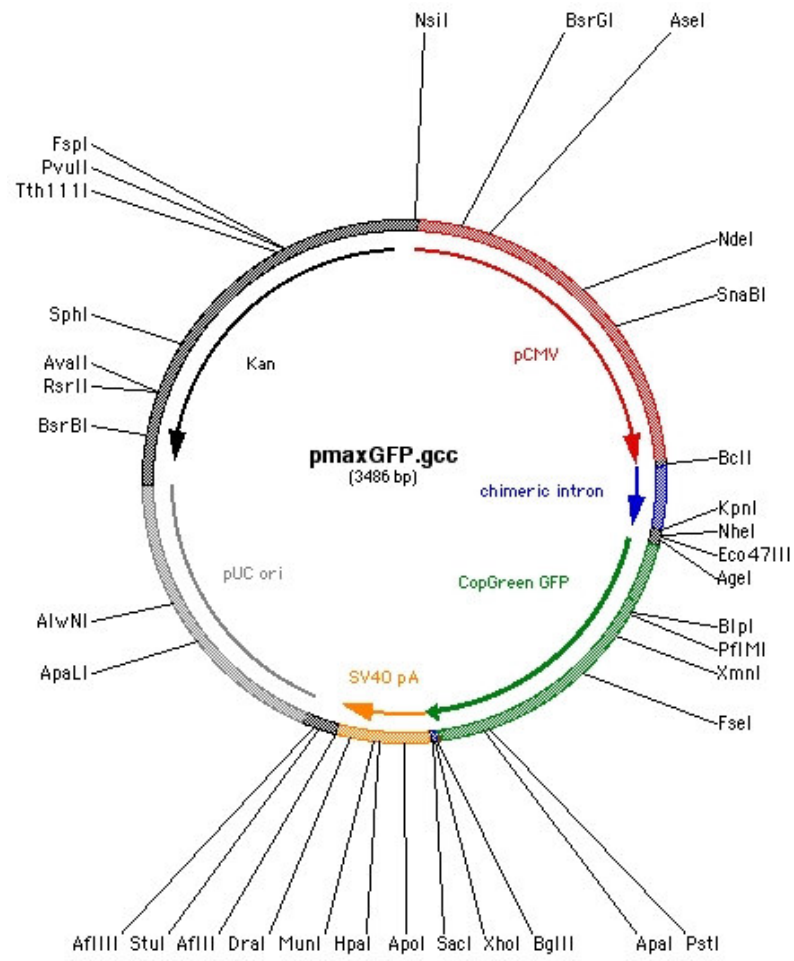 NsiI BsrGI AseI
FspI
PvuII
Tth111I
NdeI
SnaBI
SphI
AvaII
RsrII
BsrBI
Kan
pCMV
pmaxGFP.gcc
(3486 bp)
BclI
chimeric intron
KpnI
NheI
Eco47III
AgeI
pUC ori
CopGreen GFP
AlwNI
BlpI
PflMI
ApaLI
XmnI
SV40 pA
FseI
AflIII StuI AflII DraI MunI HpaI ApoI SacI XhoI BglII ApaI PstI